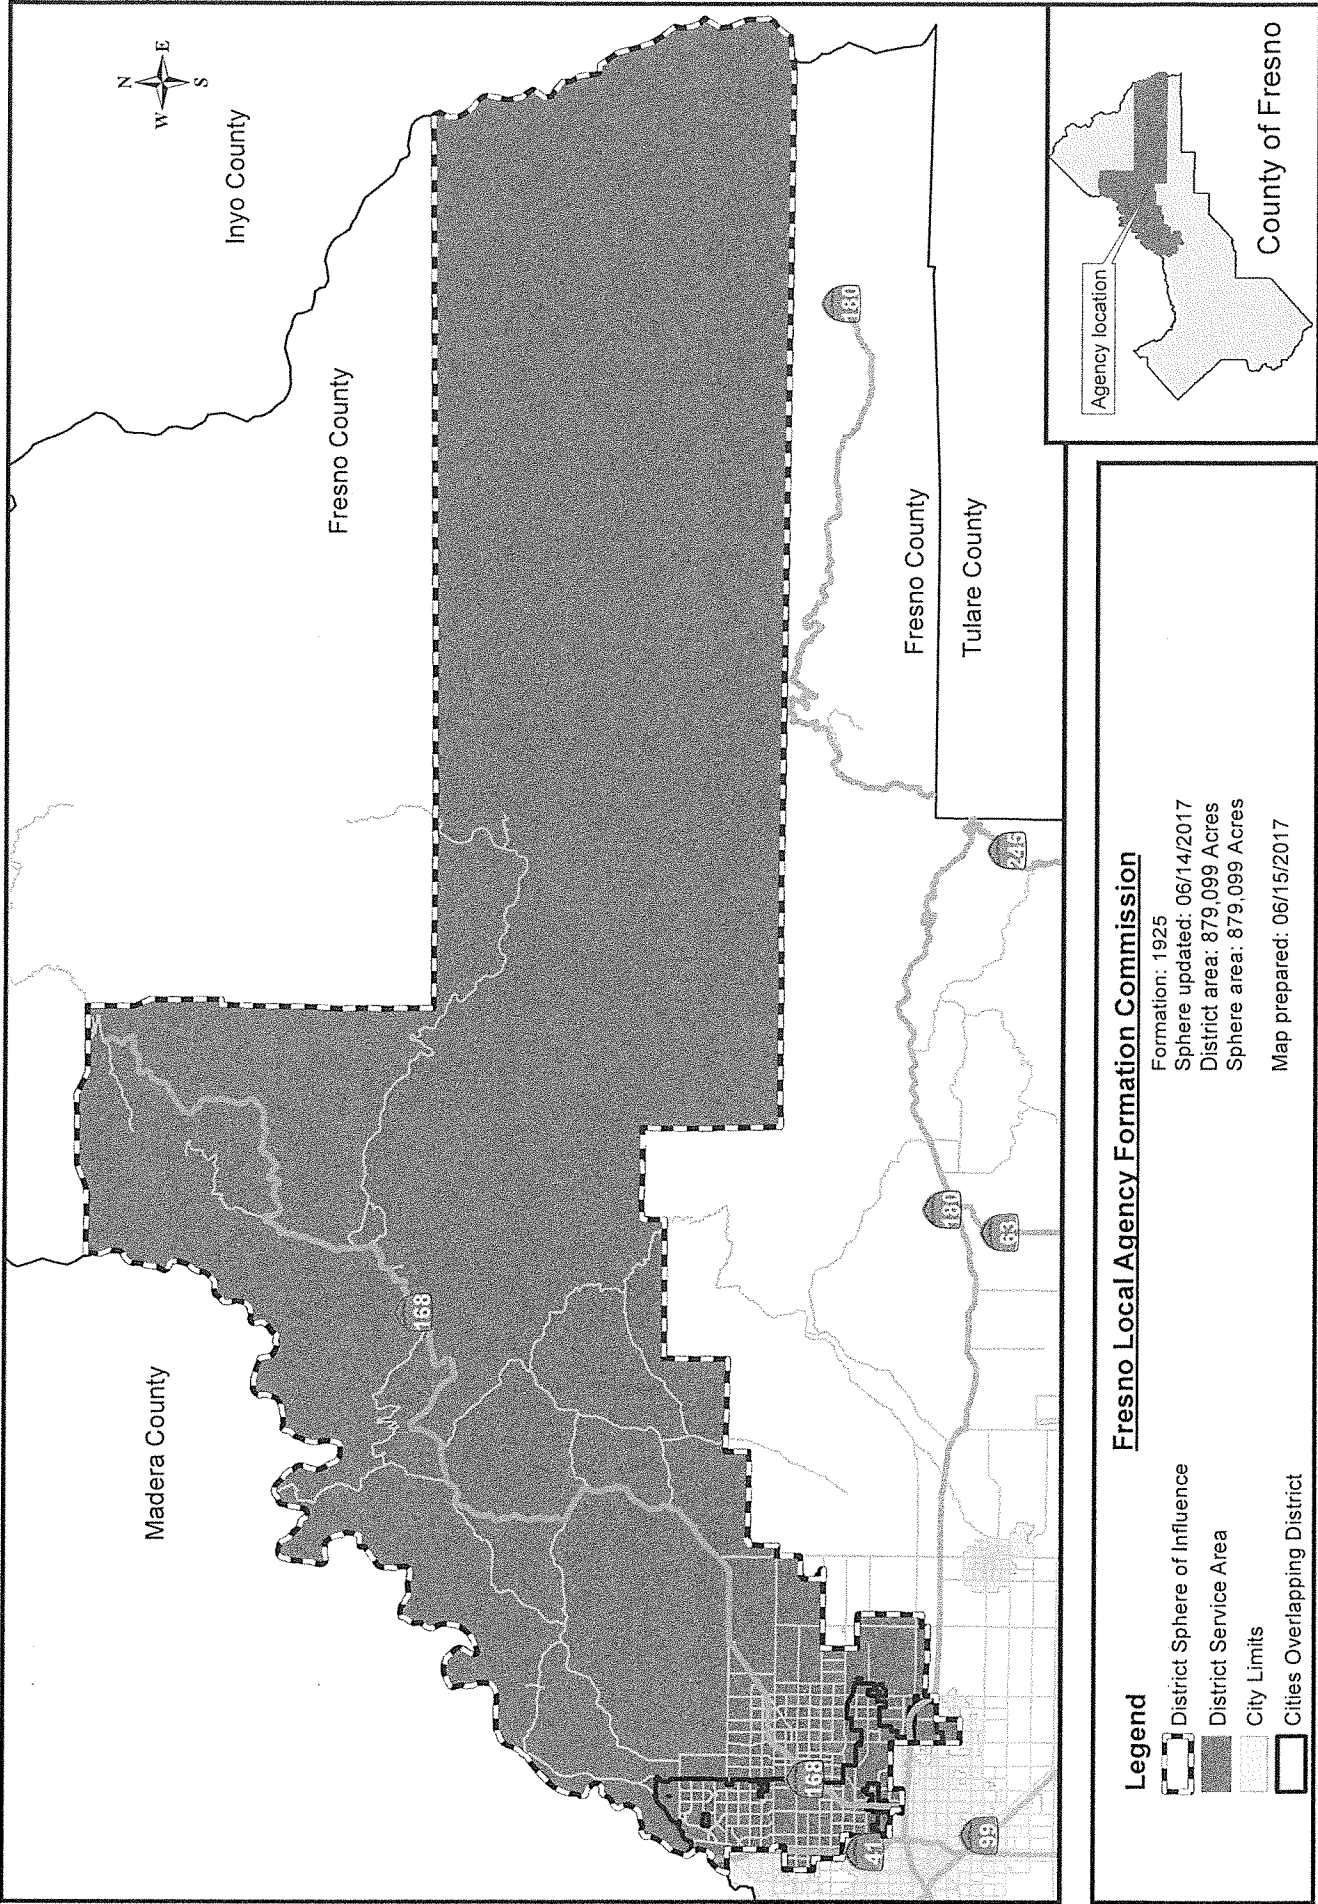 N
W
E
S
Inyo County
Fresno County
Madera County
Fresno County
Tulare County
180
168
245
180
63
168
41
99
Agency location
County of Fresno
Fresno Local Agency Formation Commission
Formation: 1925
Sphere updated: 06/14/2017
District area: 879,099 Acres
Sphere area: 879,099 Acres
Map prepared: 06/15/2017
Legend
District Sphere of Influence
District Service Area
City Limits
Cities Overlapping District